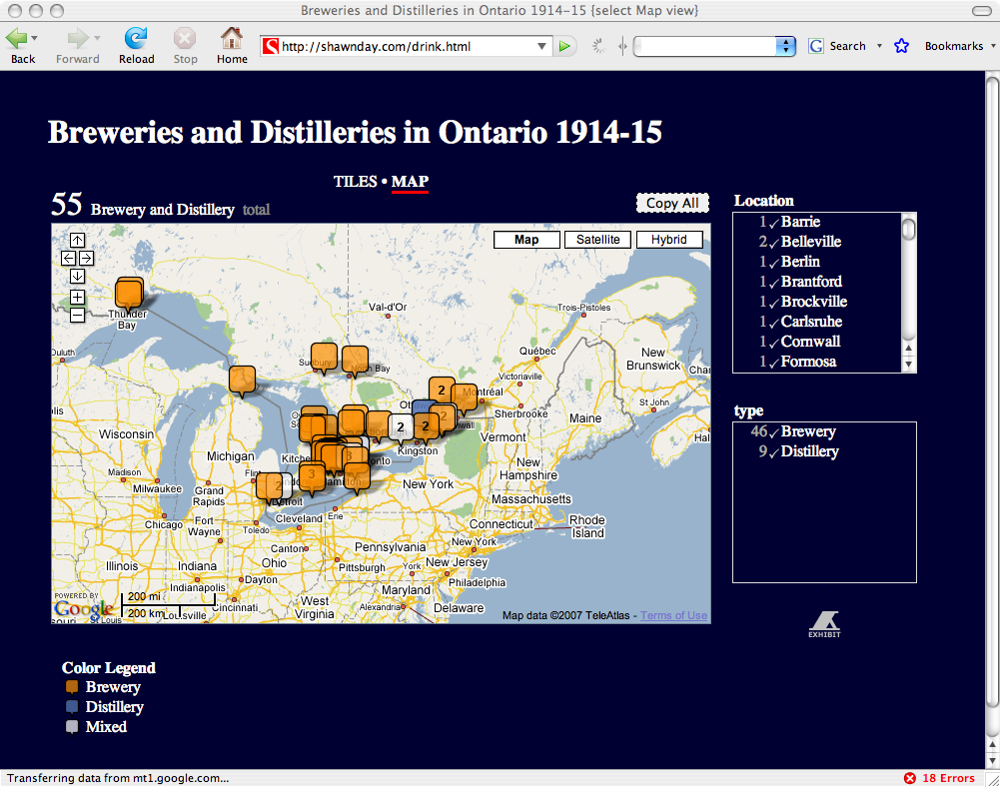 Breweries and Distilleries in Ontario 1914-15 {select Map view}
Back
Forward
Reload
Stop
Home
http://shawnday.com/drink.html
G Search
Bookmarks
Breweries and Distilleries in Ontario 1914-15
TILES • MAP
55 Brewery and Distillery total
Copy All
Map
Satellite
Hybrid
Thunder
Bay
Duluth
Val-d'Or
Trois-Pistoles
Sudbury
North Bay
Québec
Victoriaville
New
Brunswick
Montréal
Sherbrooke
St John
Maine
Wisconsin
Vermont
Kingston
Michigan
2
2
2
2
2
3
3
New
Hampshire
Madison
Milwaukee
Grand
Rapids
New York
Massachusetts
Chicago
Fort
Wayne
Toledo
Cleveland
Erie
Connecticut
Rhode
Island
Canton
Pennsylvania
New York
Illinois
Indiana
Ohio
Pittsburgh
York
New Jersey
Dayton
Philadelphia
Indianapolis
Maryland
Cincinnati
West
Virginia
Alexandria
Delaware
Louisville
St Louis
200 mi
200 km
POWERED BY
Google
Map data ©2007 TeleAtlas - Terms of Use
Location
1 ✓ Barrie
2 ✓ Belleville
1 ✓ Berlin
1 ✓ Brantford
1 ✓ Brockville
1 ✓ Carlsruhe
1 ✓ Cornwall
1 ✓ Formosa
type
46 ✓ Brewery
9 ✓ Distillery
EXHIBIT
Color Legend
Brewery
Distillery
Mixed
Transferring data from mt1.google.com...
18 Errors